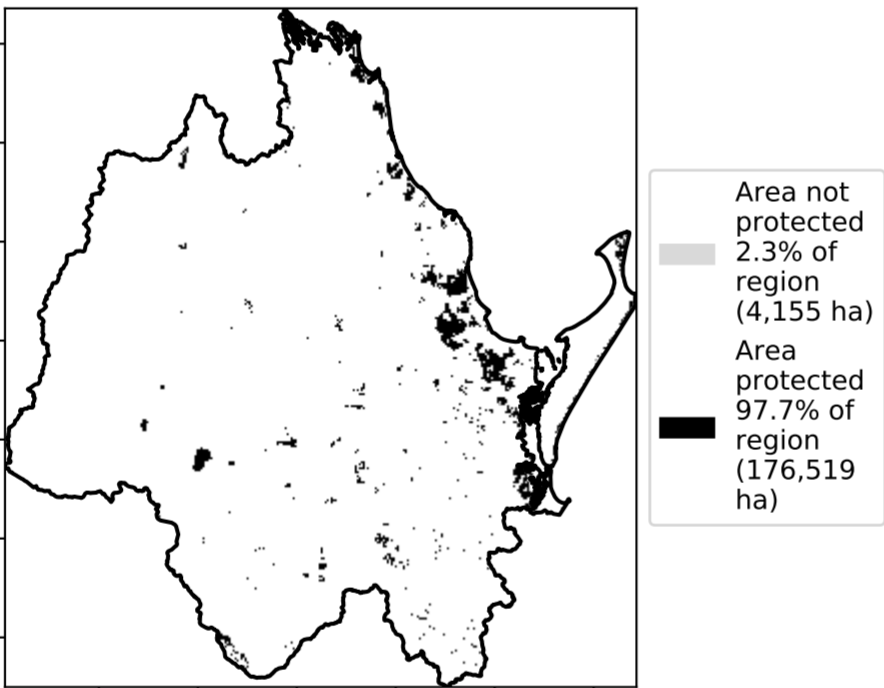 Area not
protected
2.3% of
region
(4,155 ha)
Area
protected
97.7% of
region
(176,519
ha)